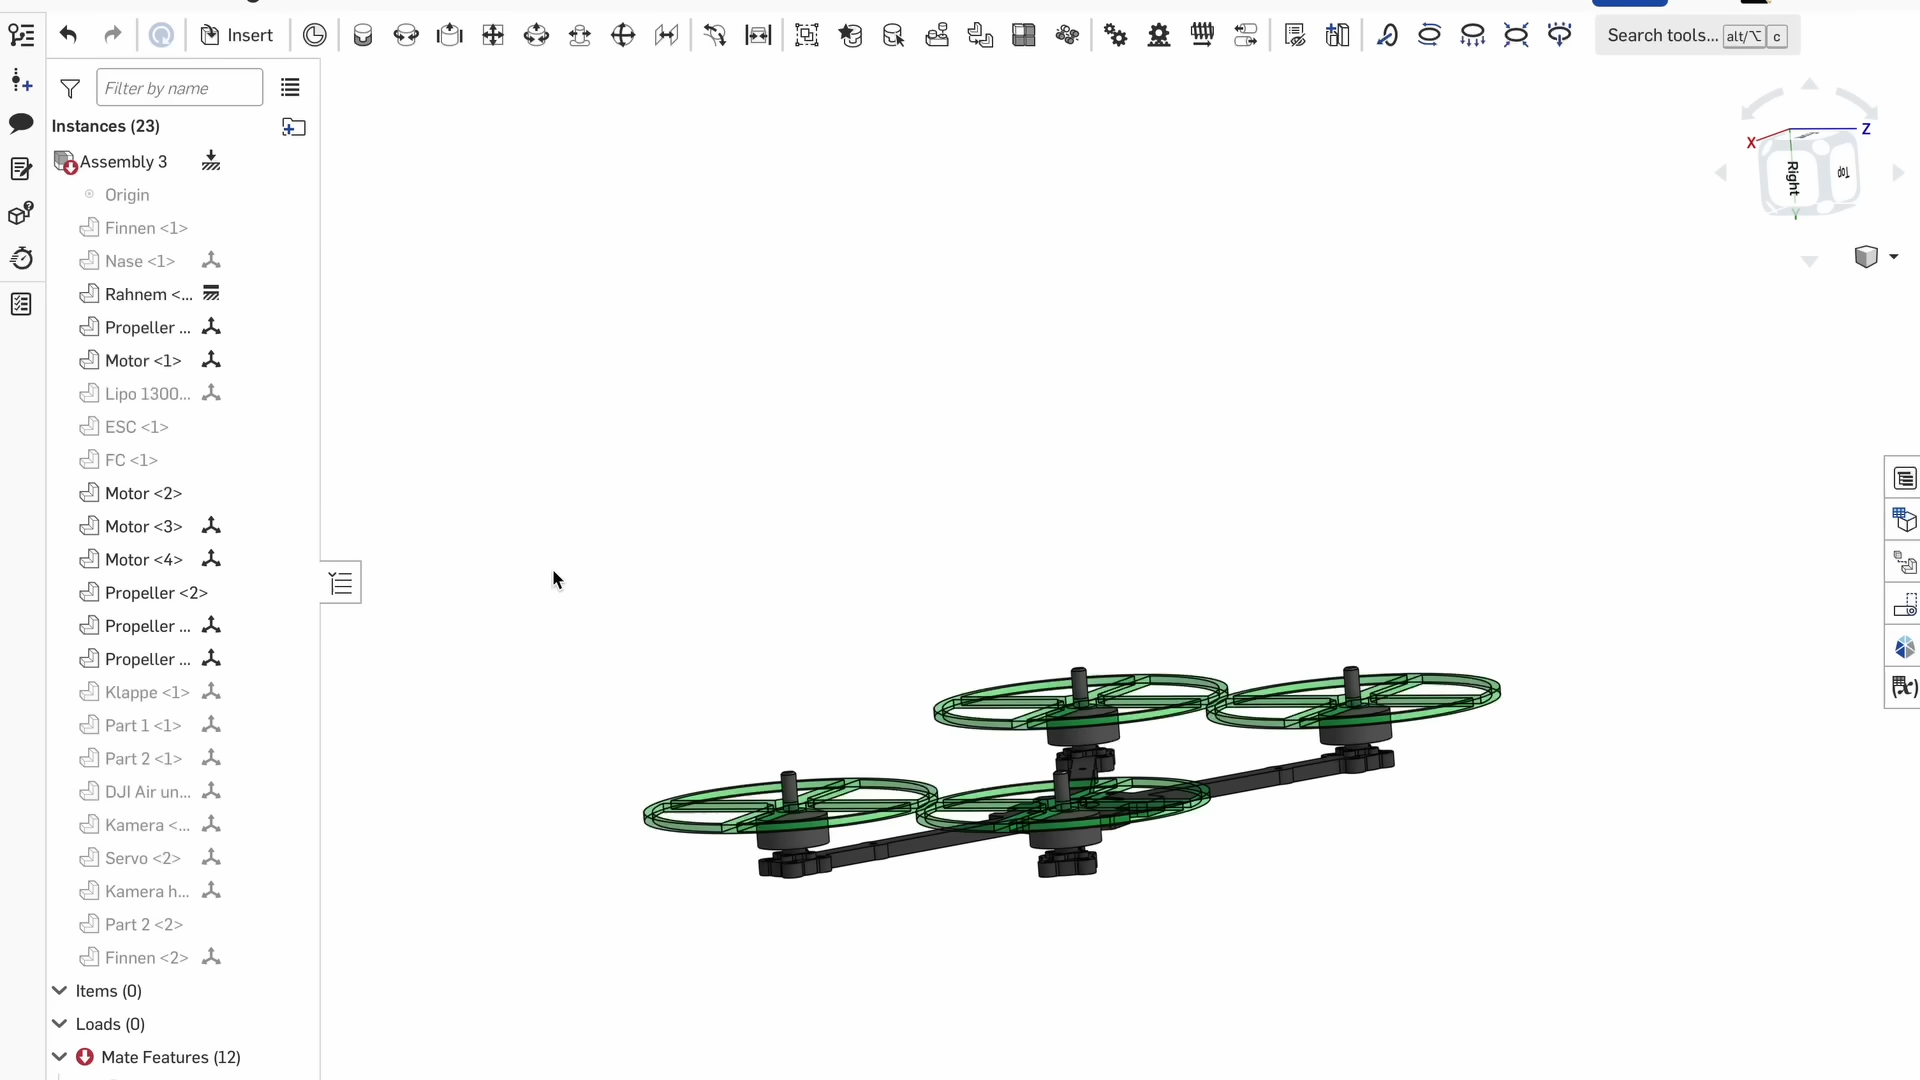 Insert
Search tools... alt/⌥ c
Filter by name
Instances (23)
Assembly 3
Origin
Finnen <1>
Nase <1>
Rahnem <...
Propeller ...
Motor <1>
Lipo 1300...
ESC <1>
FC <1>
Motor <2>
Motor <3>
Motor <4>
Propeller <2>
Propeller ...
Propeller ...
Klappe <1>
Part 1 <1>
Part 2 <1>
DJI Air un...
Kamera <...
Servo <2>
Kamera h...
Part 2 <2>
Finnen <2>
Items (0)
Loads (0)
Mate Features (12)
X
Z
Right
Top
Y
(x)